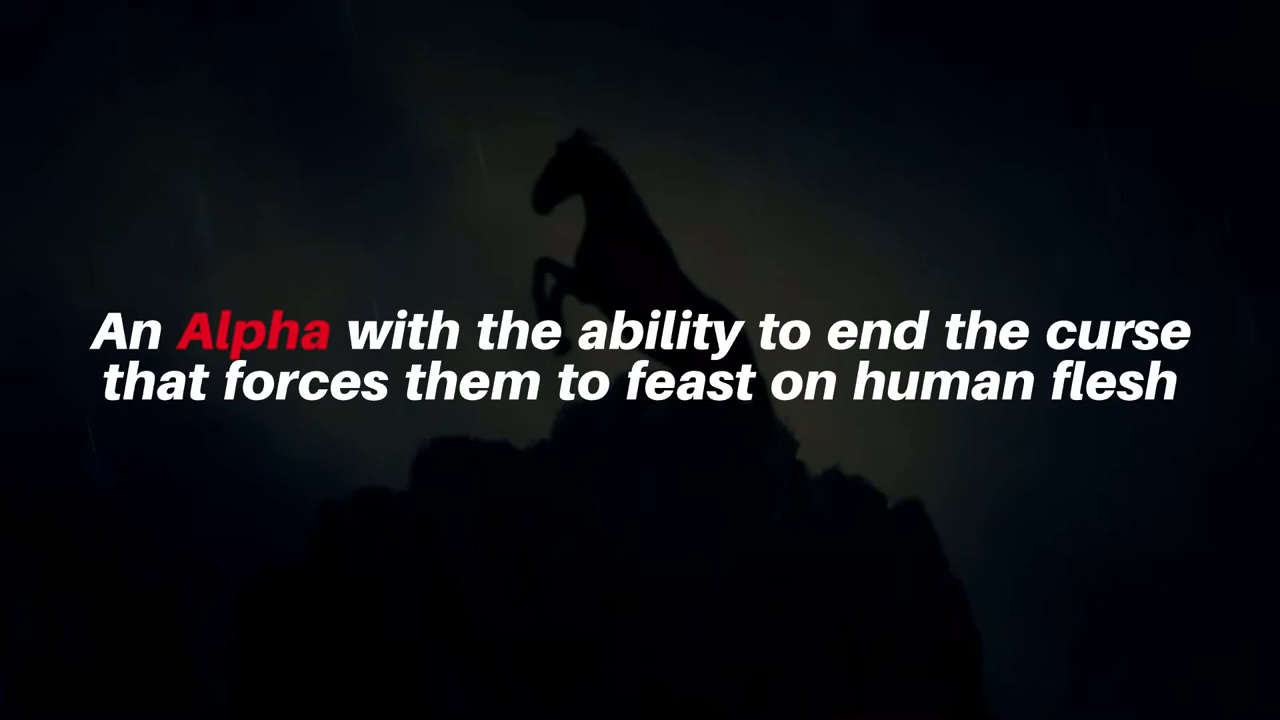 An Alpha with the ability to end the curse
that forces them to feast on human flesh